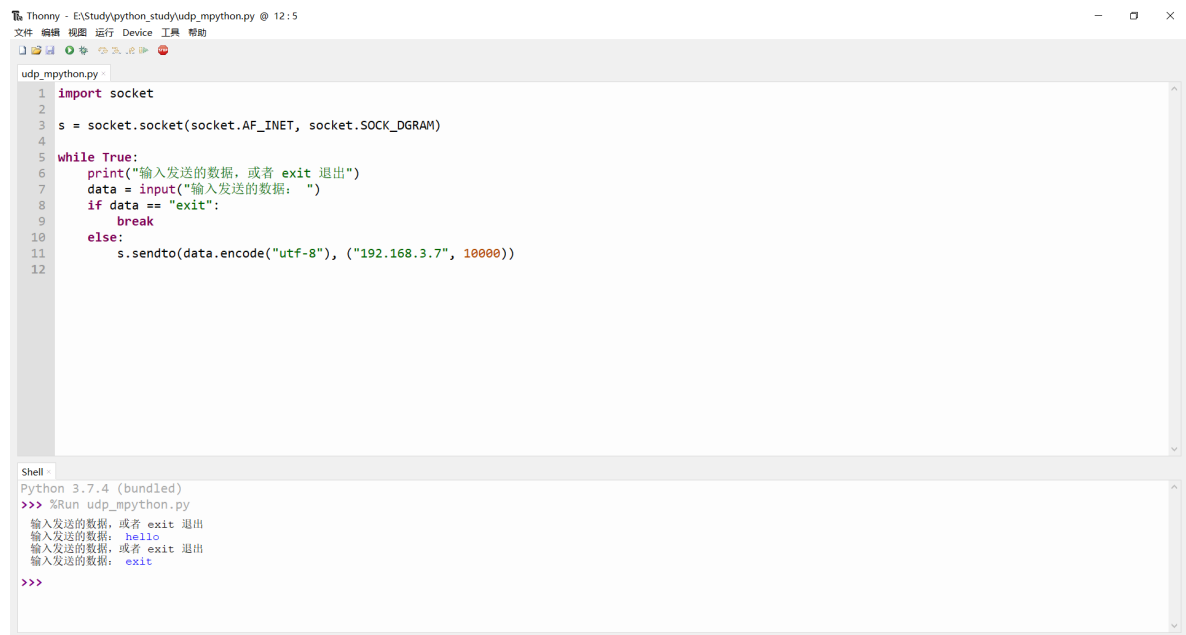 Thonny - E:\Study\python_study\udp_mpython.py @ 12 : 5
文件 编辑 视图 运行 Device 工具 帮助
udp_mpython.py
1 import socket
2
3 s = socket.socket(socket.AF_INET, socket.SOCK_DGRAM)
4
5 while True:
6     print("输入发送的数据，或者 exit 退出")
7     data = input("输入发送的数据： ")
8     if data == "exit":
9         break
10     else:
11         s.sendto(data.encode("utf-8"), ("192.168.3.7", 10000))
12
Shell
Python 3.7.4 (bundled)
>>> %Run udp_mpython.py
输入发送的数据，或者 exit 退出
输入发送的数据： hello
输入发送的数据，或者 exit 退出
输入发送的数据： exit
>>>